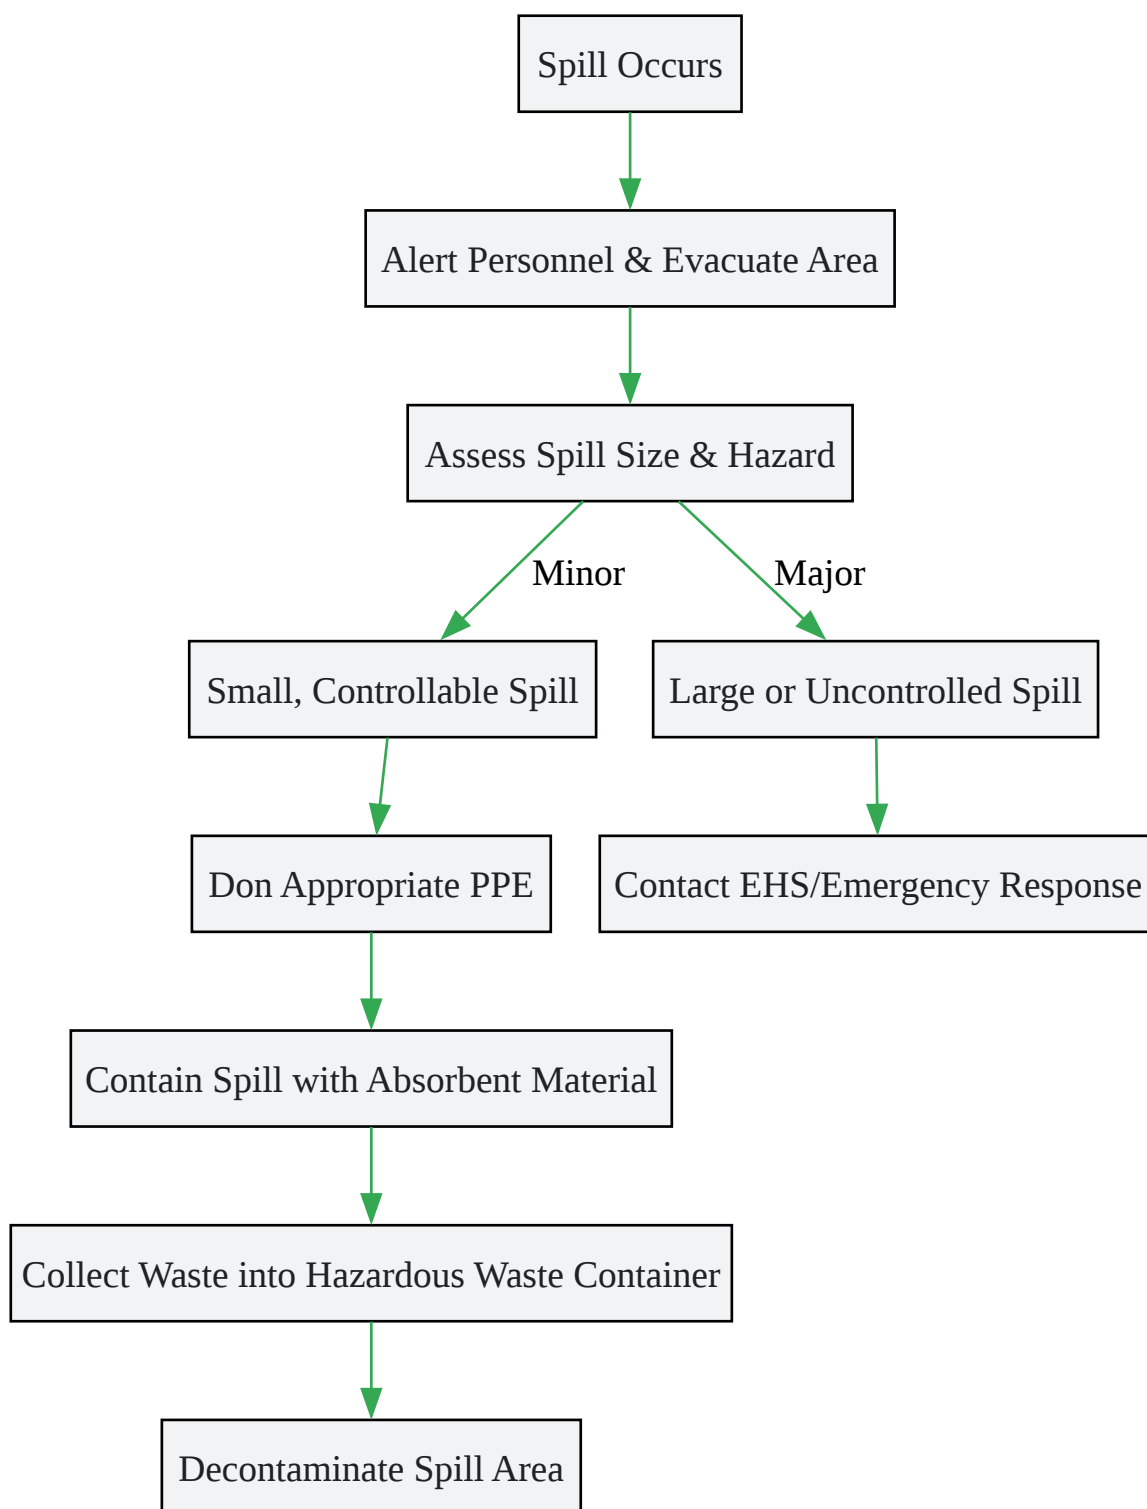 Spill Occurs
Alert Personnel & Evacuate Area
Assess Spill Size & Hazard
Minor
Major
Small, Controllable Spill
Large or Uncontrolled Spill
Don Appropriate PPE
Contact EHS/Emergency Response
Contain Spill with Absorbent Material
Collect Waste into Hazardous Waste Container
Decontaminate Spill Area